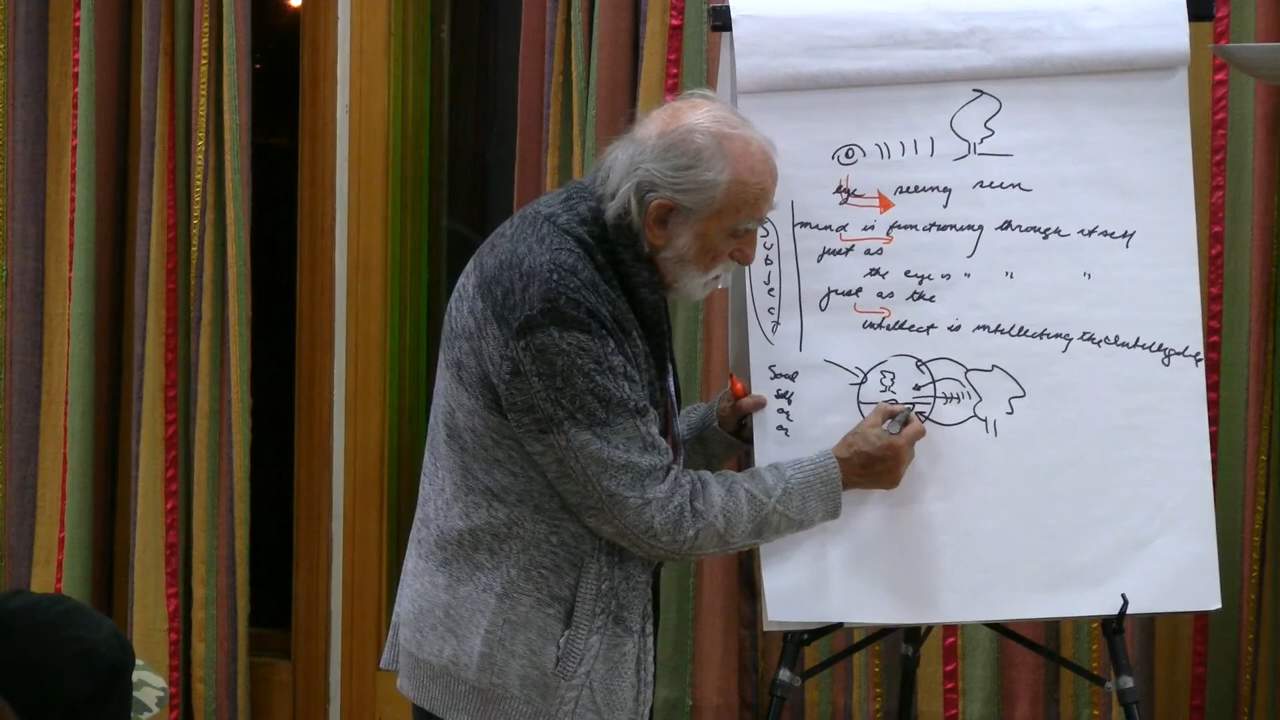 eye seeing seen
mind is functioning through itself
just as
the eye is " " "
just as the
intellect is intellecting the intelligible
subject
Soul
Self
or
or